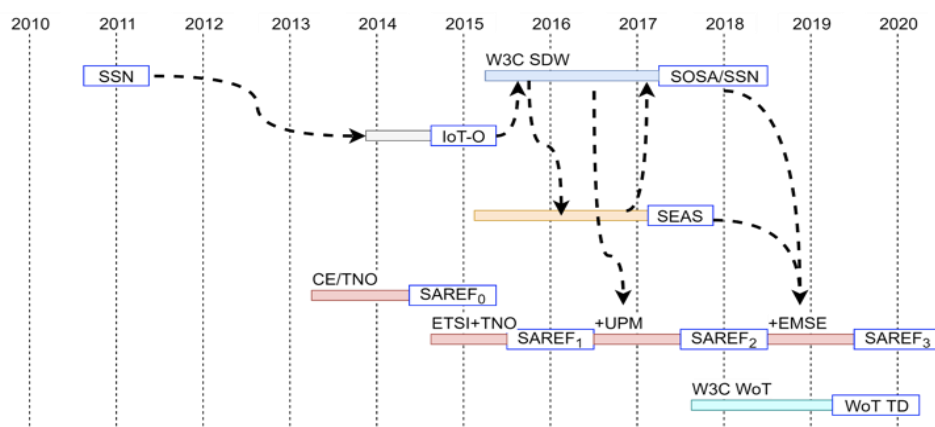 2010 2011 2012 2013 2014 2015 2016 2017 2018 2019 2020
W3C SDW
SSN
SOSA/SSN
IoT-O
SEAS
CE/TNO
SAREF0
ETSI+TNO
+UPM
+EMSE
SAREF1
SAREF2
SAREF3
W3C WoT
WoT TD